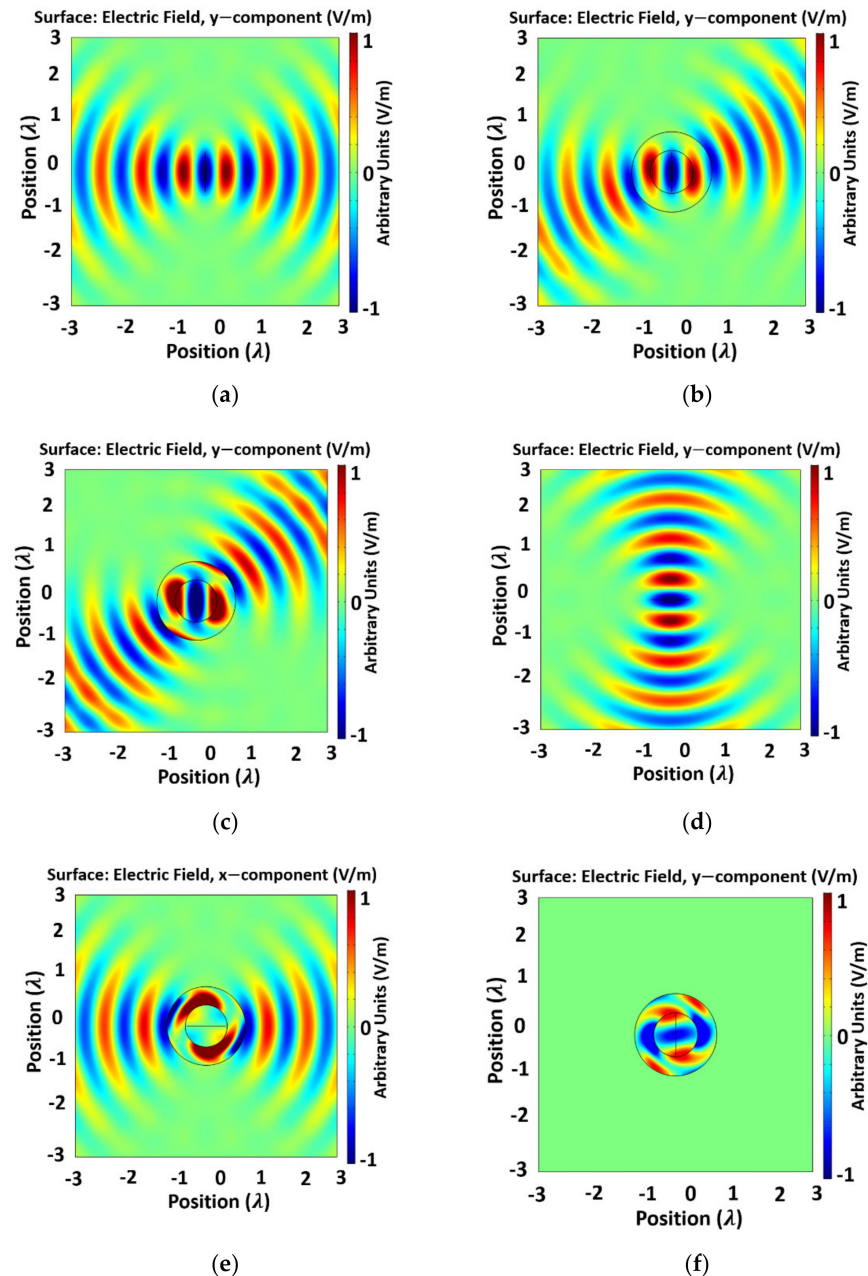 Surface: Electric Field, y−component (V/m)
Position (λ)
3
2
1
0
-1
-2
-3
-3 -2 -1 0 1 2 3
Position (λ)
1
0
-1
Arbitrary Units (V/m)
(a)
Surface: Electric Field, y−component (V/m)
Position (λ)
3
2
1
0
-1
-2
-3
-3 -2 -1 0 1 2 3
Position (λ)
1
0
-1
Arbitrary Units (V/m)
(b)
Surface: Electric Field, y−component (V/m)
Position (λ)
3
2
1
0
-1
-2
-3
-3 -2 -1 0 1 2 3
Position (λ)
1
0
-1
Arbitrary Units (V/m)
(c)
Surface: Electric Field, y−component (V/m)
Position (λ)
3
2
1
0
-1
-2
-3
-3 -2 -1 0 1 2 3
Position (λ)
1
0
-1
Arbitrary Units (V/m)
(d)
Surface: Electric Field, x−component (V/m)
Position (λ)
3
2
1
0
-1
-2
-3
-3 -2 -1 0 1 2 3
Position (λ)
1
0
-1
Arbitrary Units (V/m)
(e)
Surface: Electric Field, y−component (V/m)
Position (λ)
3
2
1
0
-1
-2
-3
-3 -2 -1 0 1 2 3
Position (λ)
1
0
-1
Arbitrary Units (V/m)
(f)